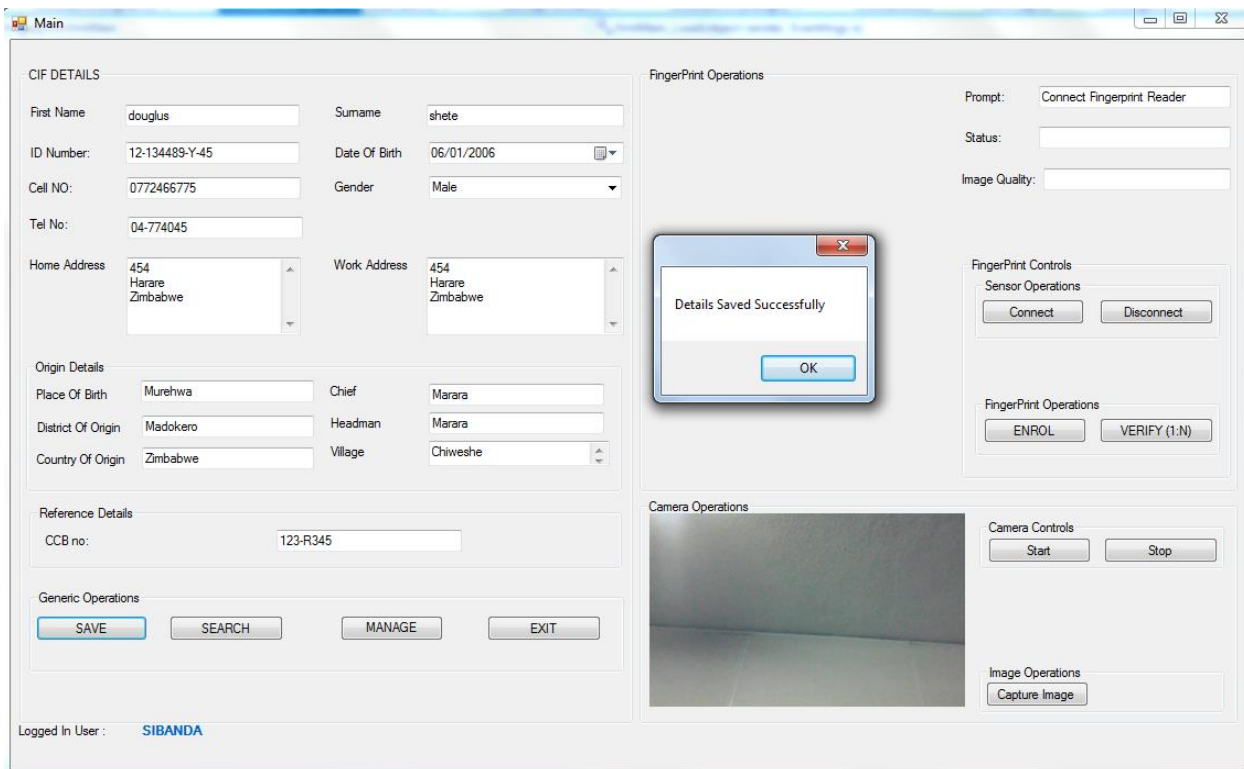 Main
CIF DETAILS
First Name douglus Surname shete
ID Number: 12-134489-Y-45 Date Of Birth 06/01/2006
Cell NO: 0772466775 Gender Male
Tel No: 04-774045
Home Address 454 Harare Zimbabwe Work Address 454 Harare Zimbabwe
Origin Details
Place Of Birth Murehwa Chief Marara
District Of Origin Madokero Headman Marara
Country Of Origin Zimbabwe Village Chiweshe
Reference Details
CCB no: 123-R345
Generic Operations
SAVE SEARCH MANAGE EXIT
Logged In User : SIBANDA
FingerPrint Operations
Prompt: Connect Fingerprint Reader
Status:
Image Quality:
Details Saved Successfully
OK
FingerPrint Controls
Sensor Operations
Connect Disconnect
FingerPrint Operations
ENROL VERIFY (1:N)
Camera Operations
Camera Controls
Start Stop
Image Operations
Capture Image